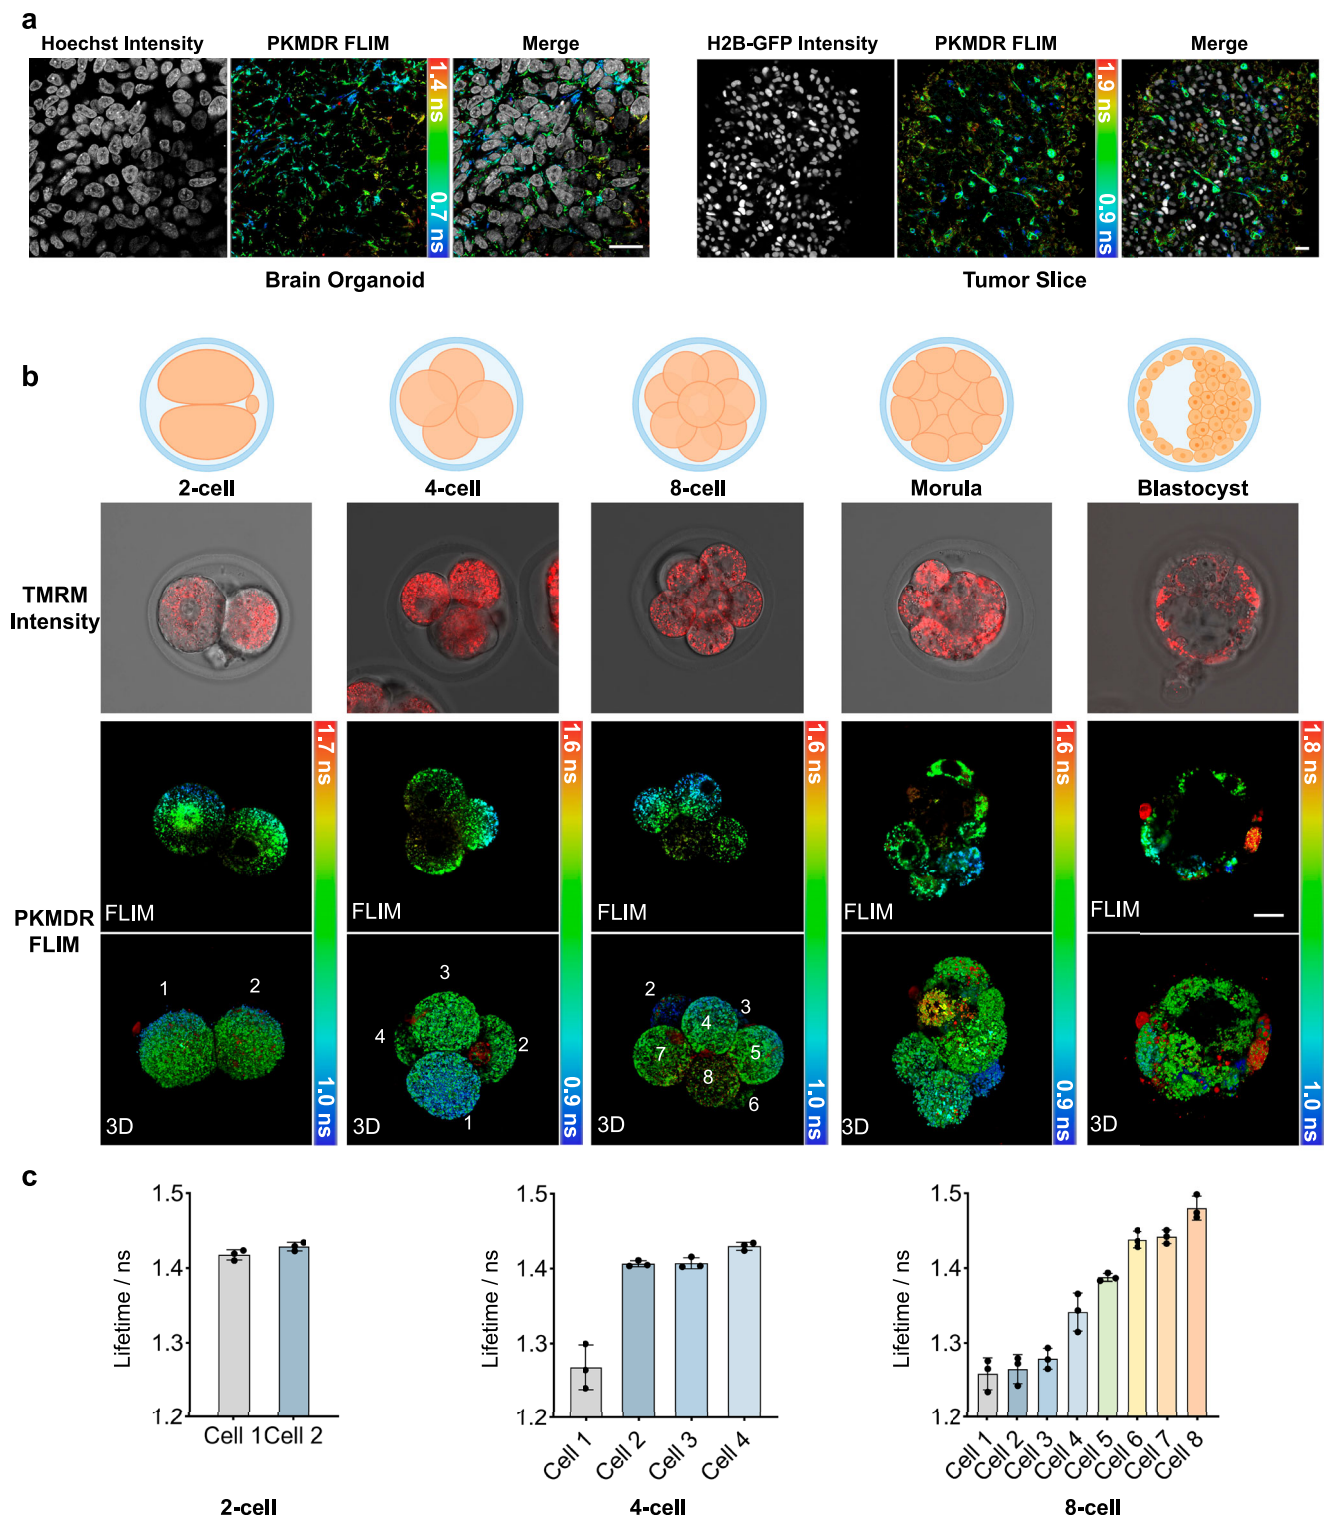 a
Hoechst Intensity PKMDR FLIM Merge
H2B-GFP Intensity PKMDR FLIM Merge
1.4 ns
0.7 ns
1.9 ns
0.9 ns
Brain Organoid
Tumor Slice
b
2-cell 4-cell 8-cell Morula Blastocyst
TMRM
Intensity
PKMDR
FLIM
FLIM
1.7 ns
FLIM
1.6 ns
FLIM
1.6 ns
FLIM
1.6 ns
FLIM
1.8 ns
1 2
3D
1.0 ns
3
4 2
1
3D
0.9 ns
2 3
4
7 5
8
6
3D
1.0 ns
3D
0.9 ns
3D
1.0 ns
c
Lifetime / ns
1.5
1.4
1.3
1.2
Cell 1 Cell 2
2-cell
Lifetime / ns
1.5
1.4
1.3
1.2
Cell 1 Cell 2 Cell 3 Cell 4
4-cell
Lifetime / ns
1.5
1.4
1.3
1.2
Cell 1 Cell 2 Cell 3 Cell 4 Cell 5 Cell 6 Cell 7 Cell 8
8-cell